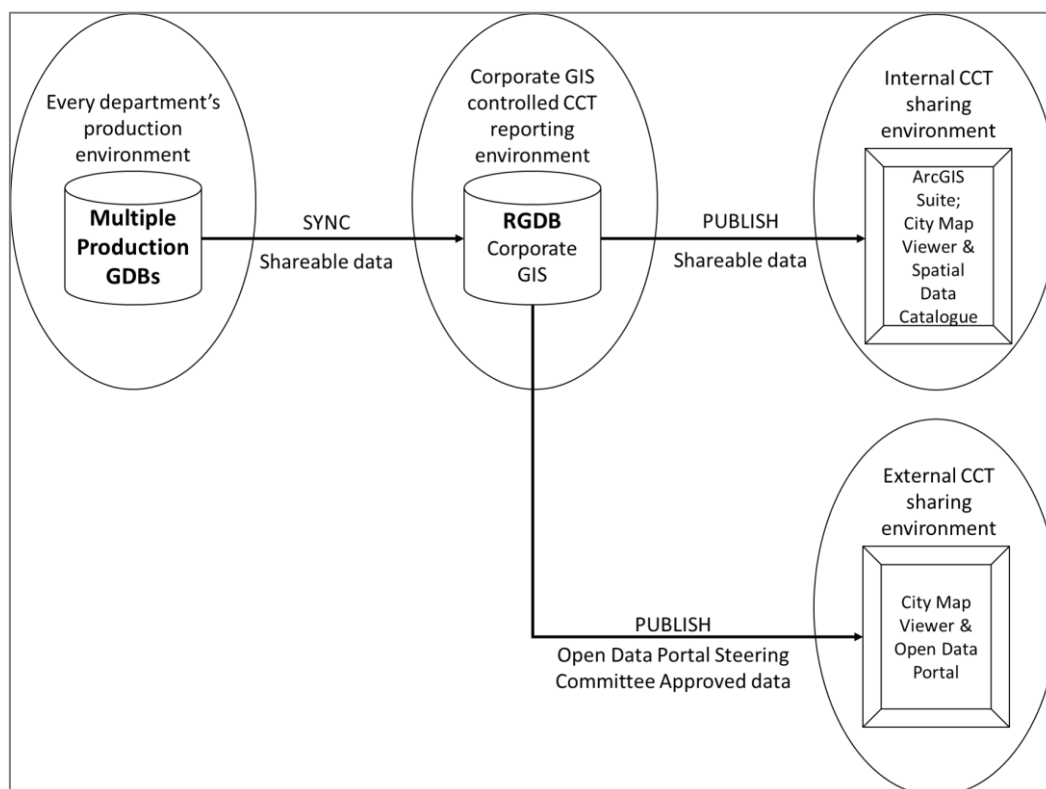 Every department's
production
environment
Multiple
Production
GDBs
SYNC
Shareable data
Corporate GIS
controlled CCT
reporting
environment
RGDB
Corporate
GIS
PUBLISH
Shareable data
Internal CCT
sharing
environment
ArcGIS
Suite;
City Map
Viewer &
Spatial
Data
Catalogue
PUBLISH
Open Data Portal Steering
Committee Approved data
External CCT
sharing
environment
City Map
Viewer &
Open Data
Portal